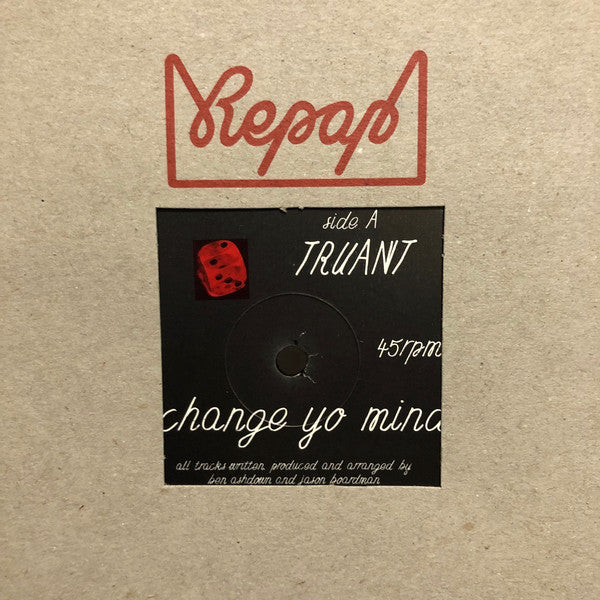 Repap
side A
TRUANT
45rpm
change yo mind
all tracks written, produced and arranged by
ben ashdown and jason boardman